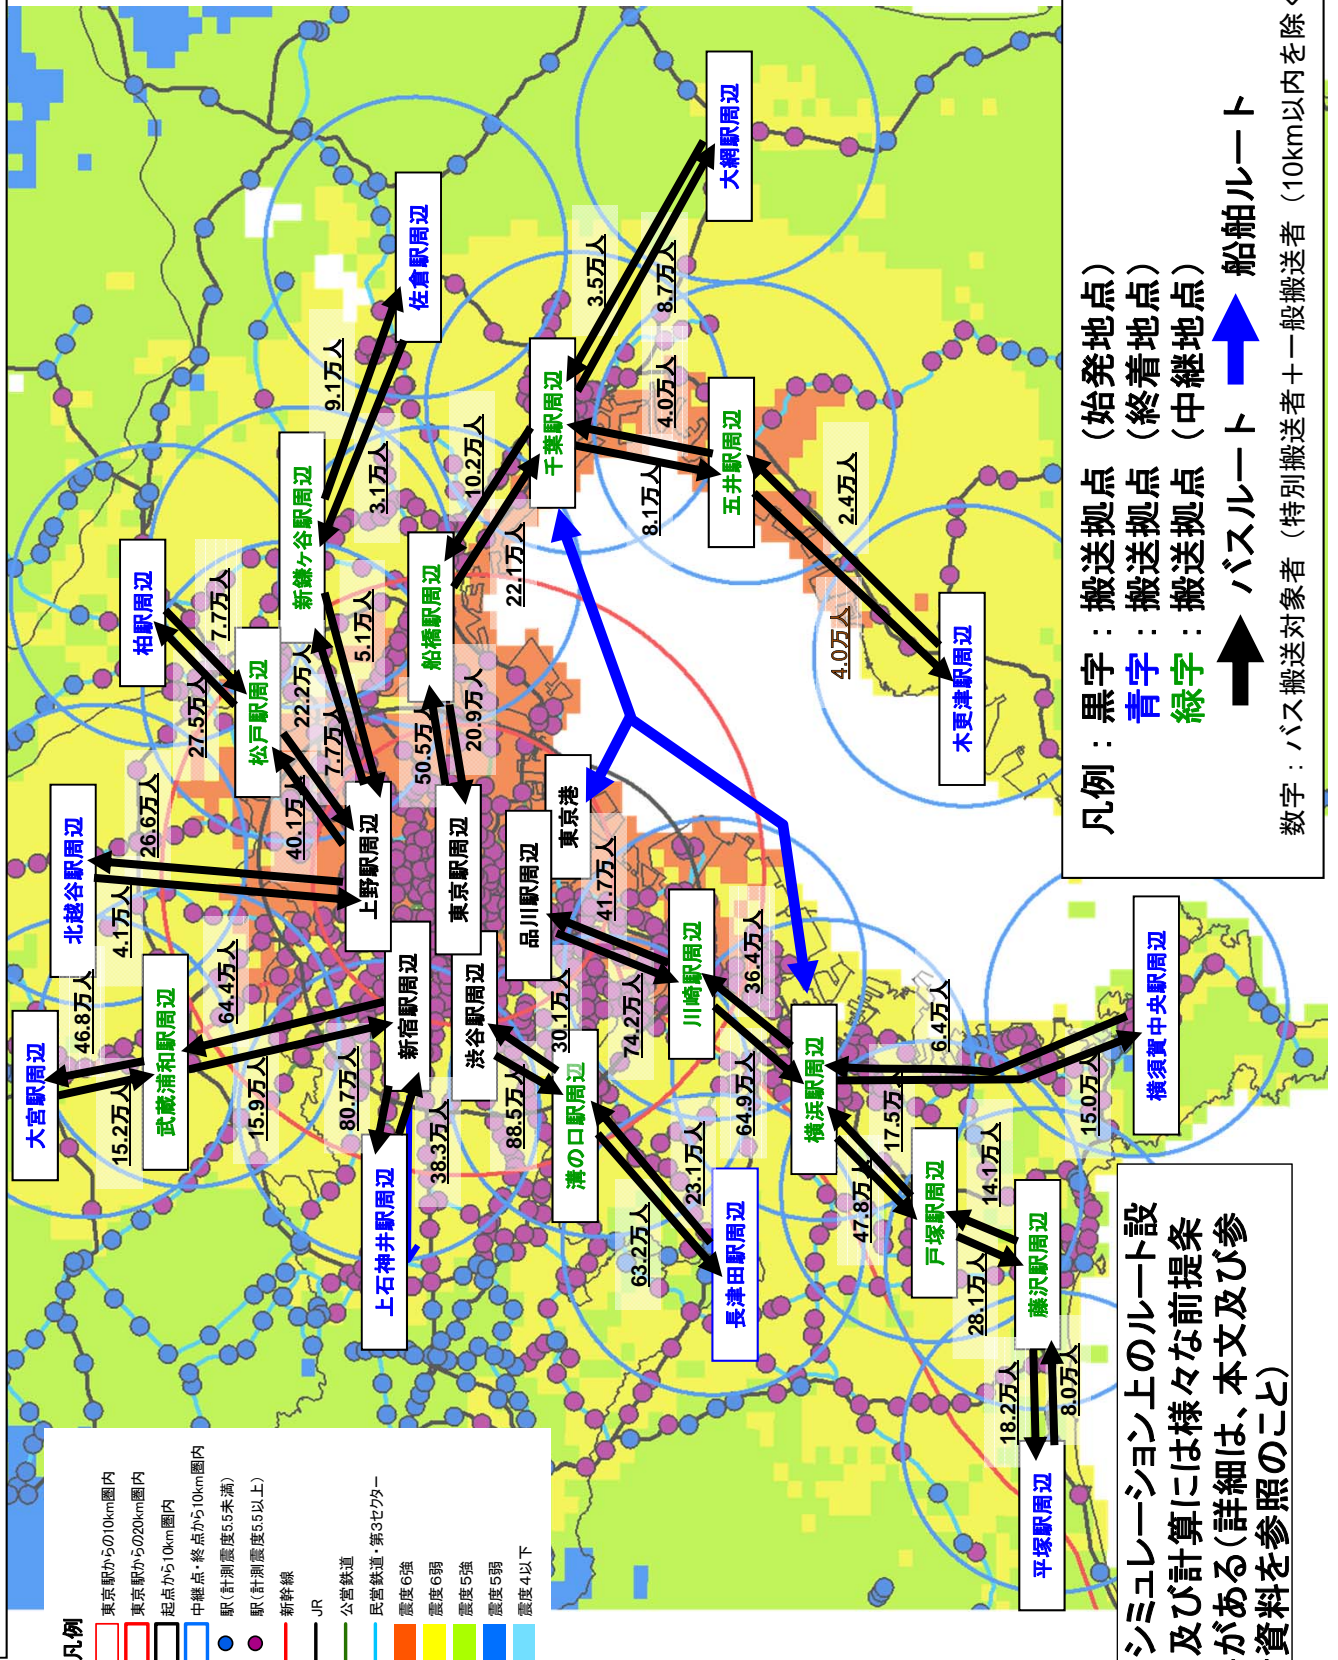 凡例
東京駅からの10km圏内
東京駅からの20km圏内
起点から10km圏内
中継点・終点から10km圏内
駅(計測震度5.5未満)
駅(計測震度5.5以上)
新幹線
JR
公営鉄道
民営鉄道・第3セクター
震度6強
震度6弱
震度5強
震度5弱
震度4以下
大宮駅周辺
46.8万人
15.2万人
武蔵浦和駅周辺
64.4万人
15.9万人
北越谷駅周辺
4.1万人
26.6万人
柏駅周辺
7.7万人
27.5万人
松戸駅周辺
40.1万人
22.2万人
新鎌ヶ谷駅周辺
7.7万人
5.1万人
9.1万人
3.1万人
佐倉駅周辺
上石神井駅周辺
80.7万人
38.3万人
新宿駅周辺
上野駅周辺
渋谷駅周辺
東京駅周辺
50.5万人
20.9万人
船橋駅周辺
10.2万人
22.1万人
千葉駅周辺
3.5万人
8.7万人
大網駅周辺
8.1万人
4.0万人
五井駅周辺
2.4万人
4.0万人
木更津駅周辺
品川駅周辺
東京港
88.5万人
30.1万人
溝の口駅周辺
63.2万人
23.1万人
長津田駅周辺
74.2万人
41.7万人
川崎駅周辺
64.9万人
36.4万人
横浜駅周辺
47.8万人
17.5万人
戸塚駅周辺
6.4万人
15.0万人
横須賀中央駅周辺
28.1万人
14.1万人
藤沢駅周辺
18.2万人
8.0万人
平塚駅周辺
シミュレーション上のルート設
及び計算には様々な前提条
がある(詳細は、本文及び参
資料を参照のこと)
凡例：黒字：搬送拠点（始発地点）
青字：搬送拠点（終着地点）
緑字：搬送拠点（中継地点）
バスルート 船舶ルート
数字：バス搬送対象者（特別搬送者＋一般搬送者（10km以内を除く